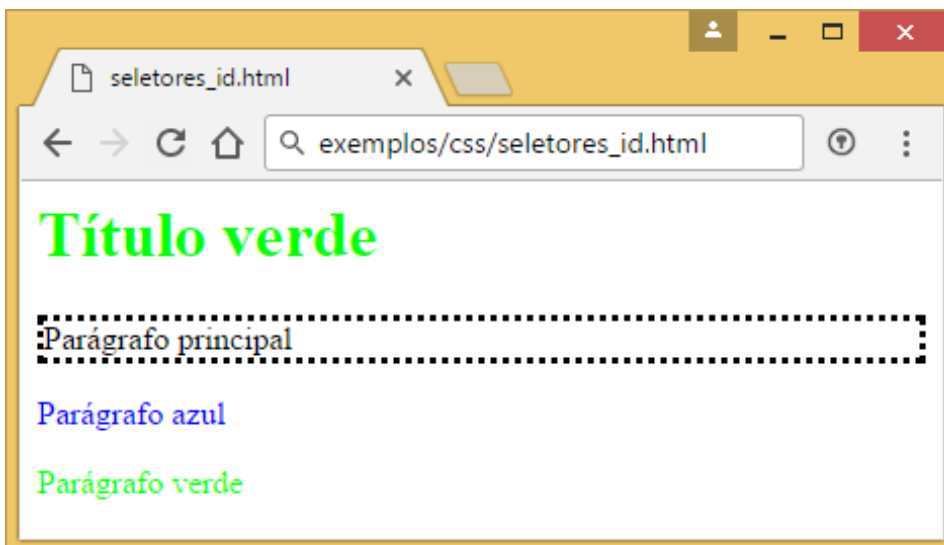 seletores_id.html
exemplos/css/seletores_id.html
Título verde
Parágrafo principal
Parágrafo azul
Parágrafo verde